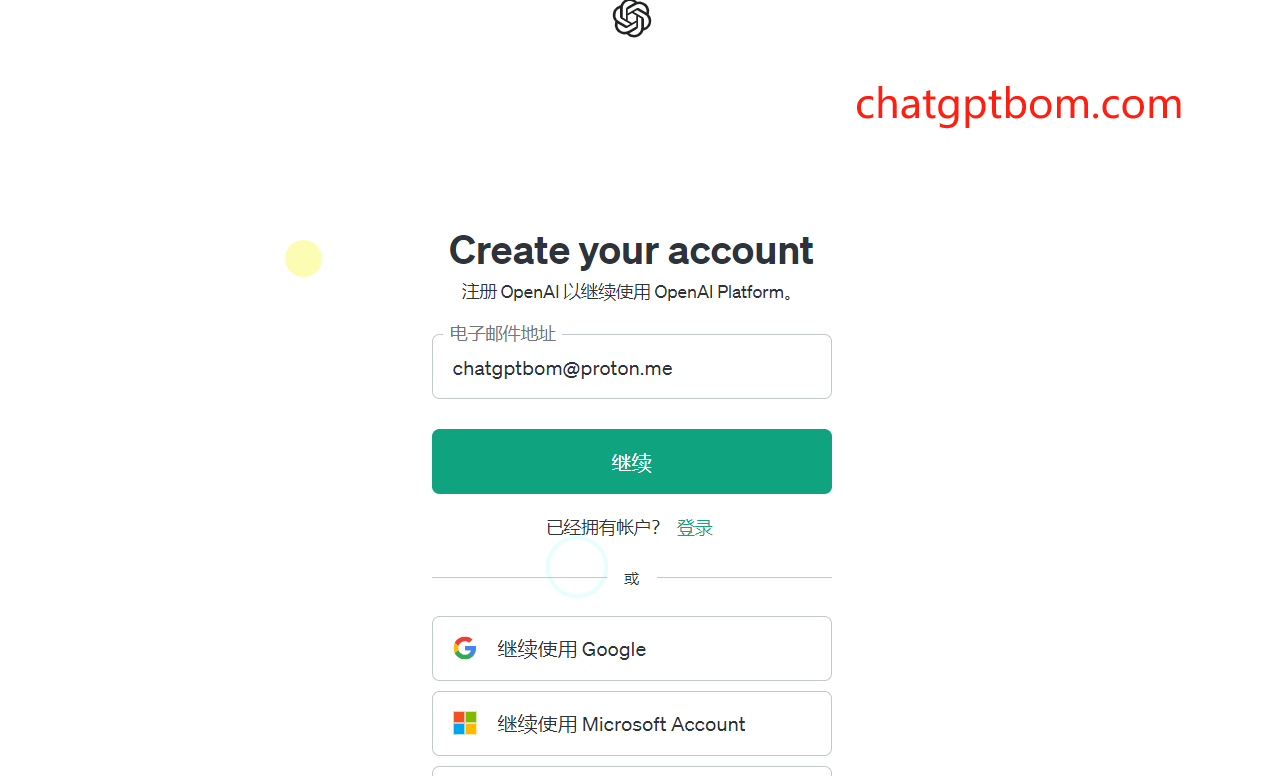 chatgptbom.com
Create your account
注册 OpenAI 以继续使用 OpenAI Platform。
电子邮件地址
chatgptbom@proton.me
继续
已经拥有帐户？ 登录
或
继续使用 Google
继续使用 Microsoft Account